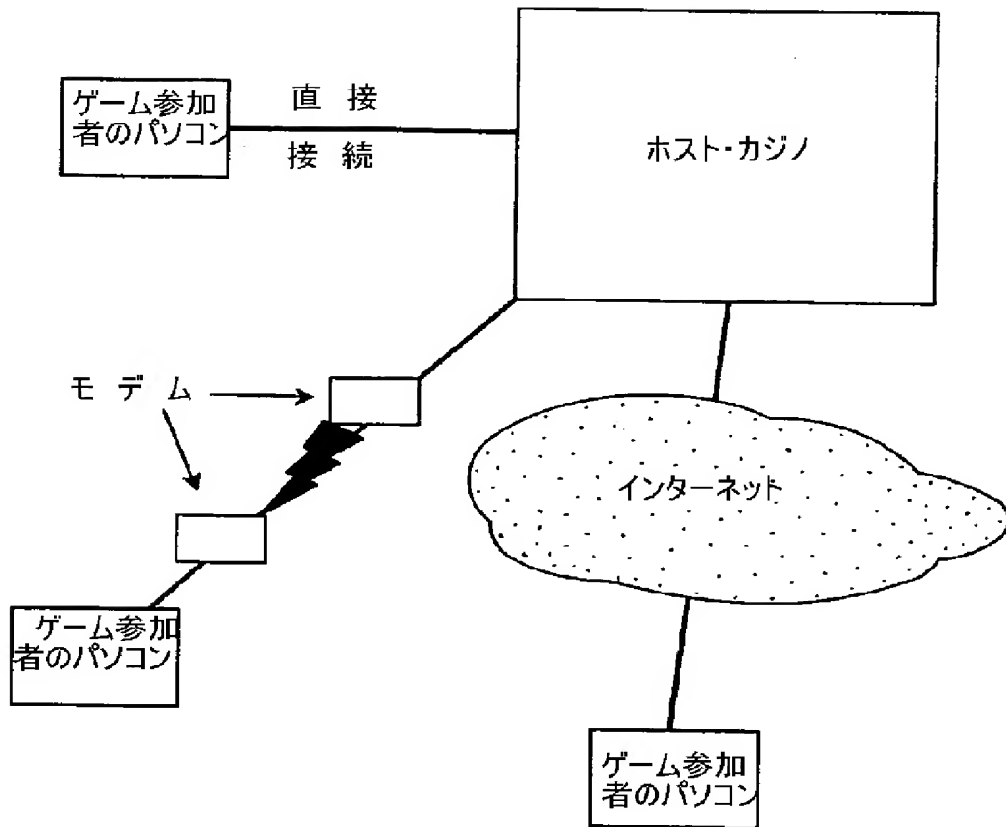 ゲーム参加
者のパソコン
直 接
接 続
ホスト・カジノ
モ デ ム
インターネット
ゲーム参加
者のパソコン
ゲーム参加
者のパソコン